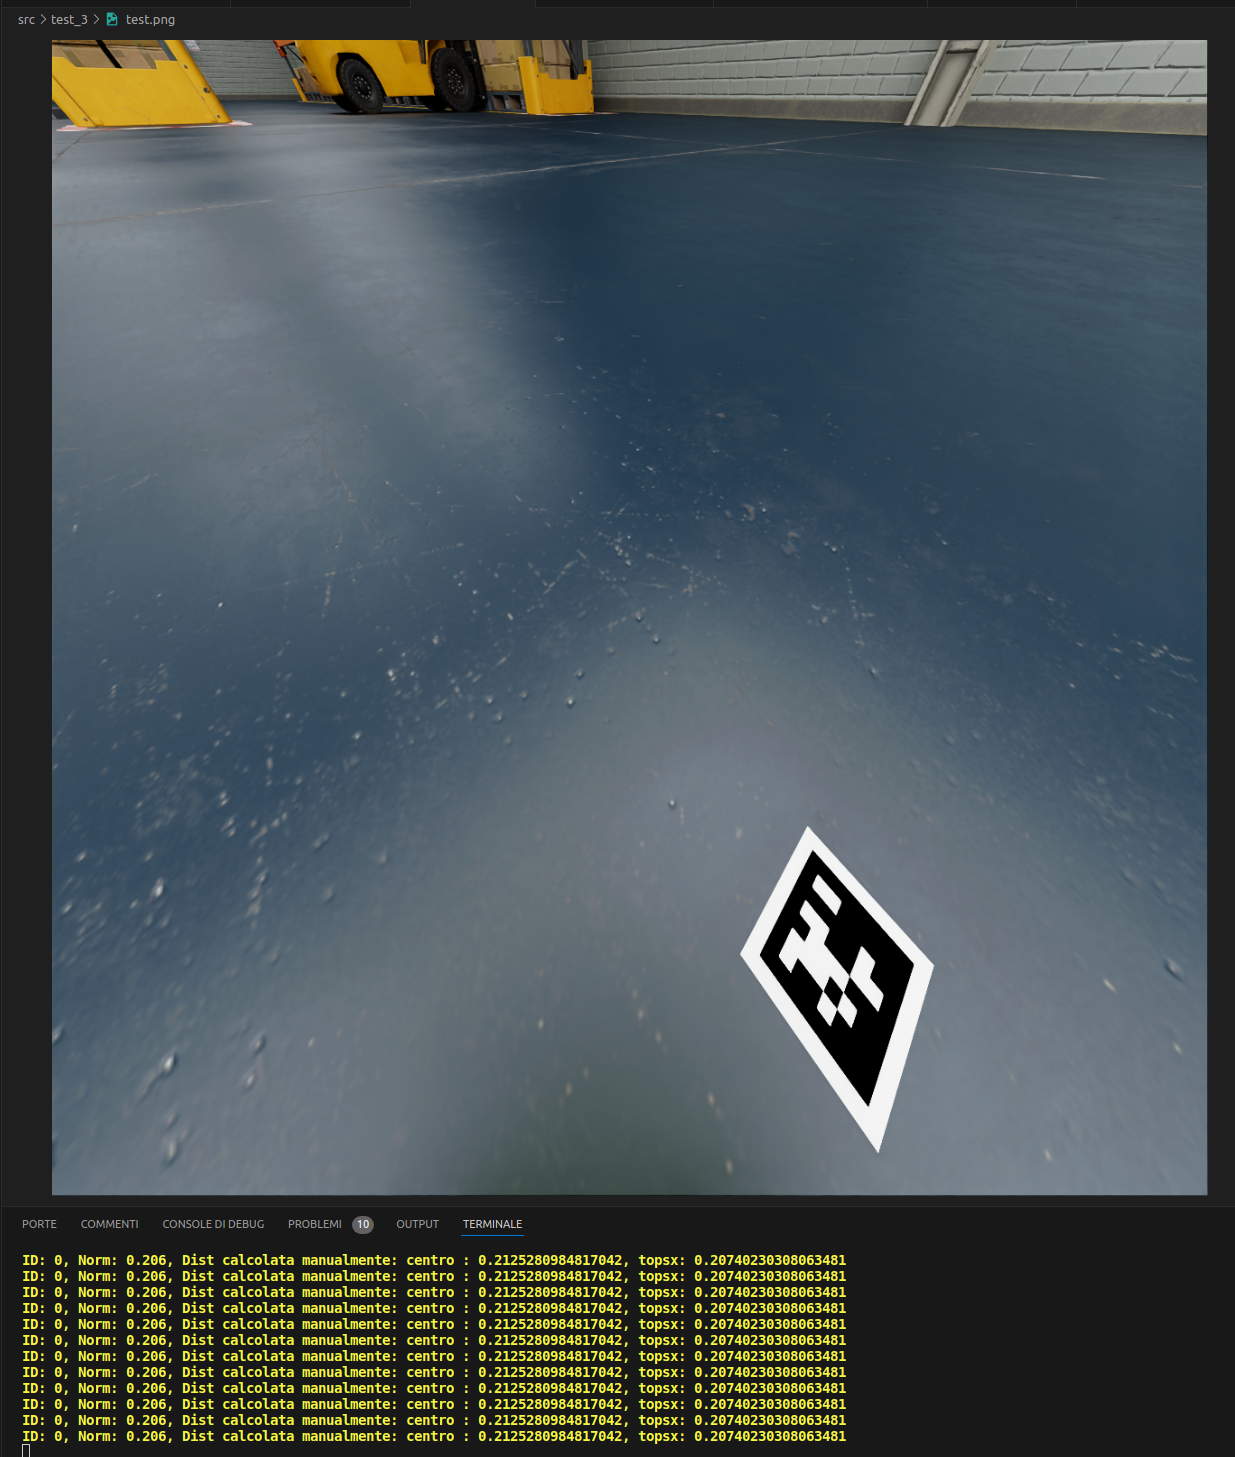 src > test_3 > test.png
PORTE COMMENTI CONSOLE DI DEBUG PROBLEMI 10 OUTPUT TERMINALE
ID: 0, Norm: 0.206, Dist calcolata manualmente: centro : 0.2125280984817042, topsx: 0.20740230308063481
ID: 0, Norm: 0.206, Dist calcolata manualmente: centro : 0.2125280984817042, topsx: 0.20740230308063481
ID: 0, Norm: 0.206, Dist calcolata manualmente: centro : 0.2125280984817042, topsx: 0.20740230308063481
ID: 0, Norm: 0.206, Dist calcolata manualmente: centro : 0.2125280984817042, topsx: 0.20740230308063481
ID: 0, Norm: 0.206, Dist calcolata manualmente: centro : 0.2125280984817042, topsx: 0.20740230308063481
ID: 0, Norm: 0.206, Dist calcolata manualmente: centro : 0.2125280984817042, topsx: 0.20740230308063481
ID: 0, Norm: 0.206, Dist calcolata manualmente: centro : 0.2125280984817042, topsx: 0.20740230308063481
ID: 0, Norm: 0.206, Dist calcolata manualmente: centro : 0.2125280984817042, topsx: 0.20740230308063481
ID: 0, Norm: 0.206, Dist calcolata manualmente: centro : 0.2125280984817042, topsx: 0.20740230308063481
ID: 0, Norm: 0.206, Dist calcolata manualmente: centro : 0.2125280984817042, topsx: 0.20740230308063481
ID: 0, Norm: 0.206, Dist calcolata manualmente: centro : 0.2125280984817042, topsx: 0.20740230308063481
ID: 0, Norm: 0.206, Dist calcolata manualmente: centro : 0.2125280984817042, topsx: 0.20740230308063481